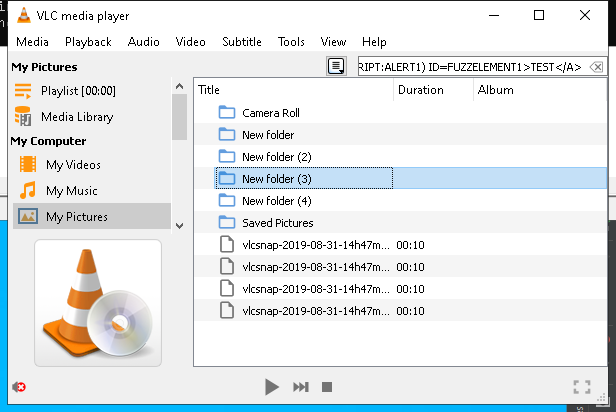 VLC media player
Media Playback Audio Video Subtitle Tools View Help
My Pictures
RIPT:ALERT1) ID=FUZZELEMENT1>TEST</A>
Playlist [00:00]
Media Library
My Computer
My Videos
My Music
My Pictures
Title Duration Album
Camera Roll
New folder
New folder (2)
New folder (3)
New folder (4)
Saved Pictures
vlcsnap-2019-08-31-14h47m... 00:10
vlcsnap-2019-08-31-14h47m... 00:10
vlcsnap-2019-08-31-14h47m... 00:10
vlcsnap-2019-08-31-14h47m... 00:10